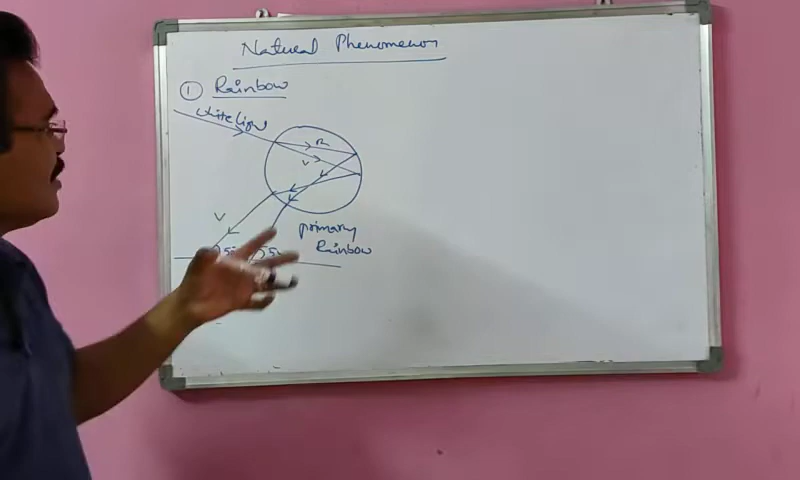 Natural Phenomenon
① Rainbow
White light
R
V
V
primary
Rainbow